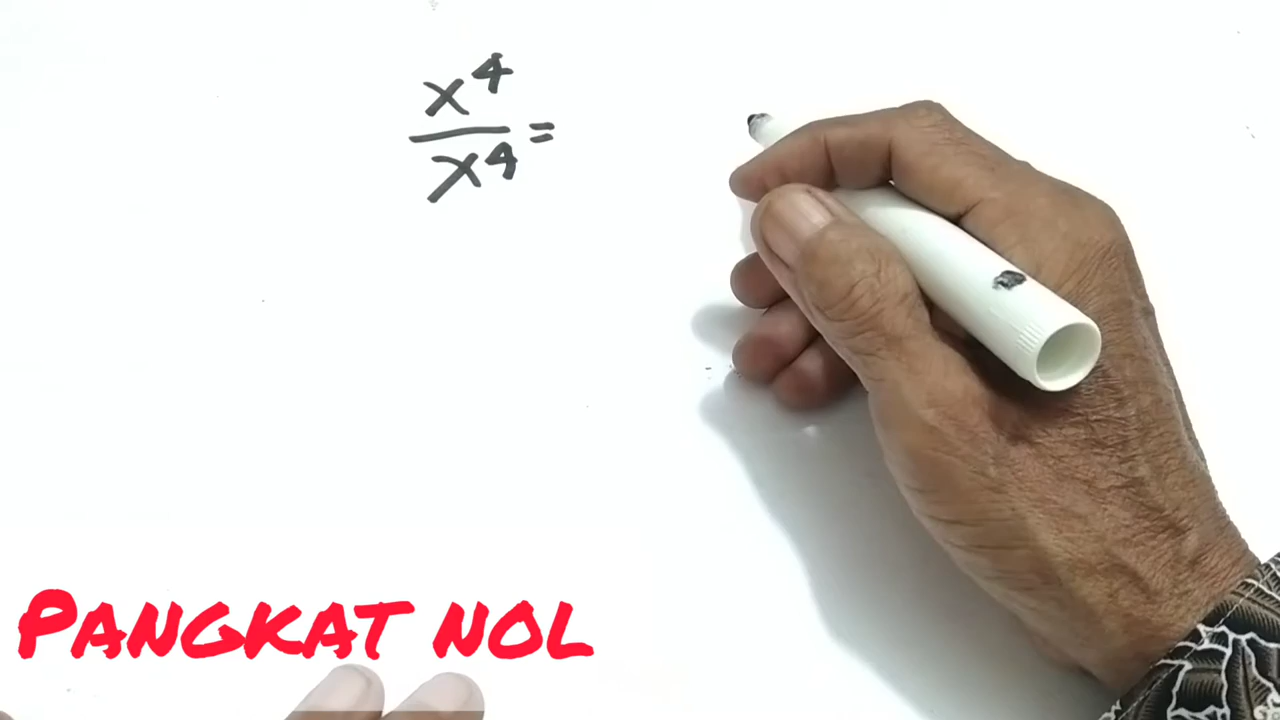 x⁴
x⁴ =
PANGKAT NOL